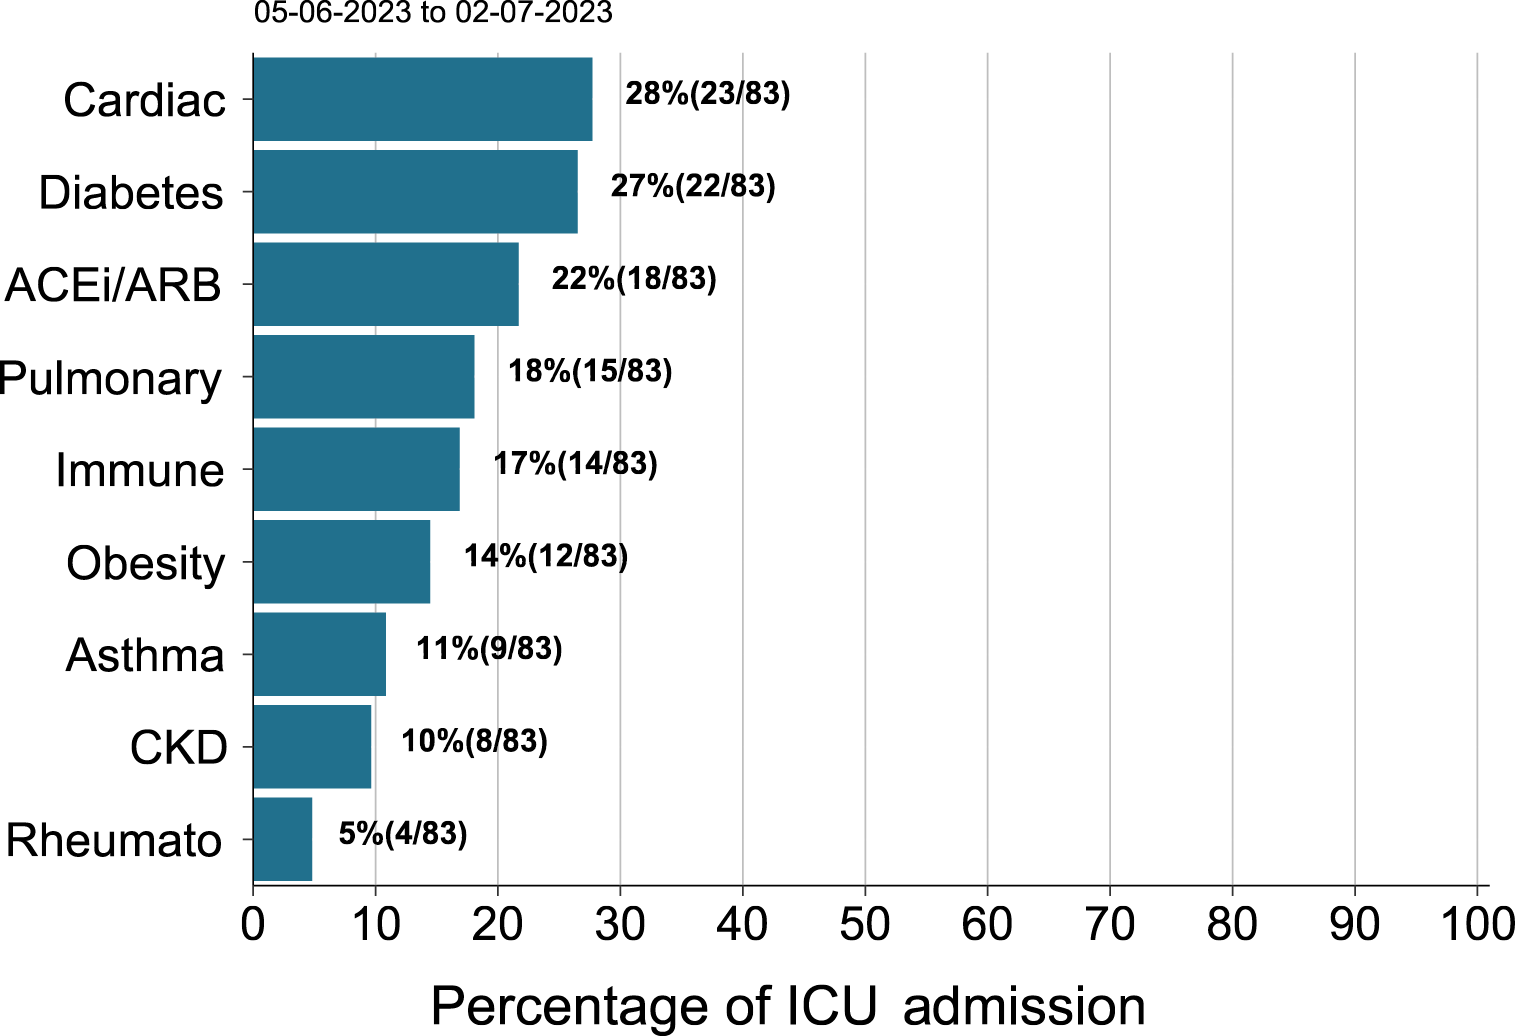 05-06-2023 to 02-07-2023
Cardiac 28%(23/83)
Diabetes 27%(22/83)
ACEi/ARB 22%(18/83)
Pulmonary 18%(15/83)
Immune 17%(14/83)
Obesity 14%(12/83)
Asthma 11%(9/83)
CKD 10%(8/83)
Rheumato 5%(4/83)
0 10 20 30 40 50 60 70 80 90 100
Percentage of ICU admission